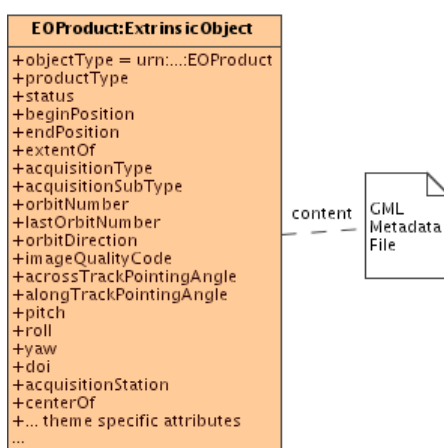 EOProduct:ExtrinsicObject
+objectType = urn:...:EOProduct
+productType
+status
+beginPosition
+endPosition
+extentOf
+acquisitionType
+acquisitionSubType
+orbitNumber
+lastOrbitNumber
+orbitDirection
+imageQualityCode
+acrossTrackPointingAngle
+alongTrackPointingAngle
+pitch
+roll
+yaw
+doi
+acquisitionStation
+centerOf
+... theme specific attributes
...
content
GML
Metadata
File